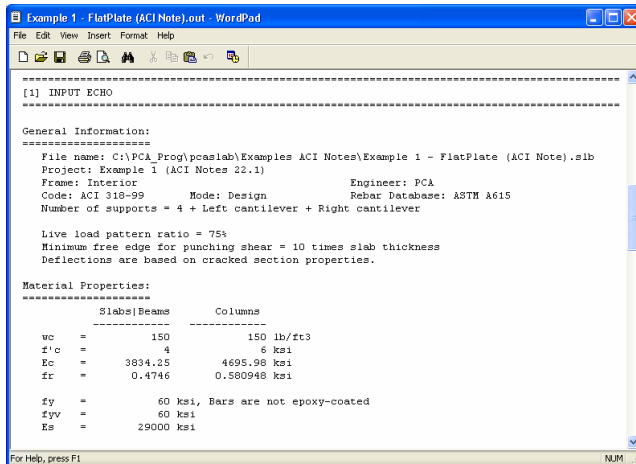 Example 1 - FlatPlate (ACI Note).out - WordPad
File Edit View Insert Format Help
==========================================================================================
[1] INPUT ECHO
==========================================================================================
General Information:
====================
File name: C:\PCA_Prog\pcaslab\Examples ACI Notes\Example 1 - FlatPlate (ACI Note).slb
Project: Example 1 (ACI Notes 22.1)
Frame: Interior Engineer: PCA
Code: ACI 318-99 Mode: Design Rebar Database: ASTM A615
Number of supports = 4 + Left cantilever + Right cantilever
Live load pattern ratio = 75%
Minimum free edge for punching shear = 10 times slab thickness
Deflections are based on cracked section properties.
Material Properties:
====================
Slabs|Beams Columns
------------ ------------
wc = 150 150 lb/ft3
f'c = 4 6 ksi
Ec = 3834.25 4695.98 ksi
fr = 0.4746 0.580948 ksi
fy = 60 ksi, Bars are not epoxy-coated
fyv = 60 ksi
Es = 29000 ksi
For Help, press F1 NUM